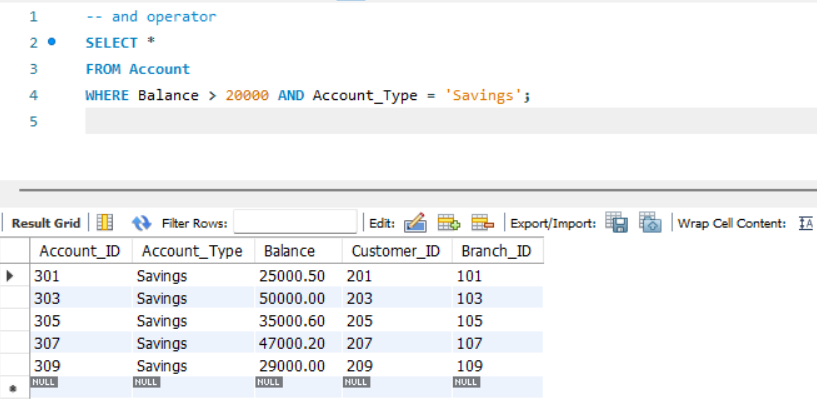 1 -- and operator
2 SELECT *
3 FROM Account
4 WHERE Balance > 20000 AND Account_Type = 'Savings';
5
Result Grid Filter Rows: Edit: Export/Import: Wrap Cell Content:
Account_ID Account_Type Balance Customer_ID Branch_ID
301 Savings 25000.50 201 101
303 Savings 50000.00 203 103
305 Savings 35000.60 205 105
307 Savings 47000.20 207 107
309 Savings 29000.00 209 109
NULL NULL NULL NULL NULL